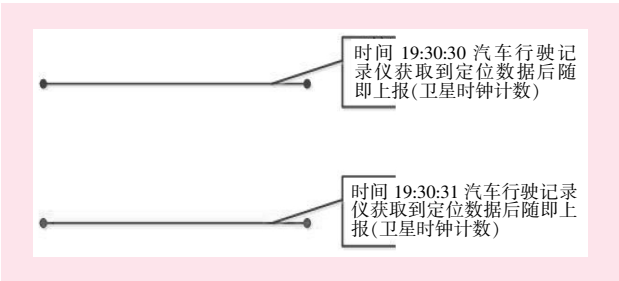 时间 19:30:30 汽车行驶记
录仪获取到定位数据后随
即上报(卫星时钟计数)
时间 19:30:31 汽车行驶记录
仪获取到定位数据后随即上
报(卫星时钟计数)